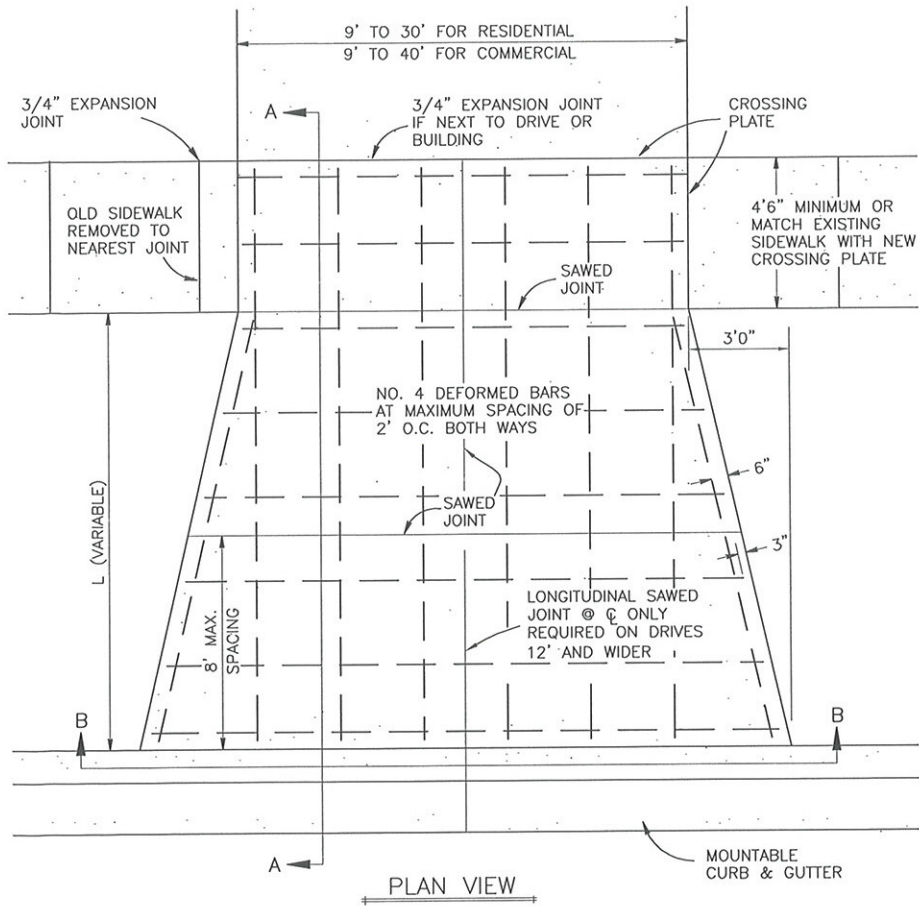 9' TO 30' FOR RESIDENTIAL
9' TO 40' FOR COMMERCIAL
3/4" EXPANSION
JOINT
A
3/4" EXPANSION JOINT
IF NEXT TO DRIVE OR
BUILDING
CROSSING
PLATE
OLD SIDEWALK
REMOVED TO
NEAREST JOINT
4'6" MINIMUM OR
MATCH EXISTING
SIDEWALK WITH NEW
CROSSING PLATE
SAWED
JOINT
3'0"
NO. 4 DEFORMED BARS
AT MAXIMUM SPACING OF
2' O.C. BOTH WAYS
6"
L (VARIABLE)
SAWED
JOINT
3"
8' MAX.
SPACING
LONGITUDINAL SAWED
JOINT @ ℄ ONLY
REQUIRED ON DRIVES
12' AND WIDER
B
B
A
MOUNTABLE
CURB & GUTTER
PLAN VIEW